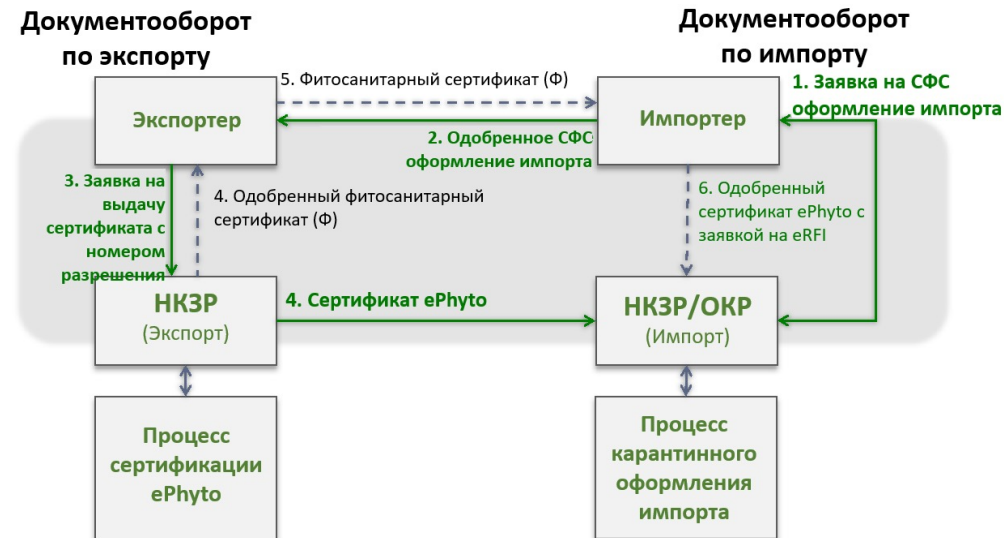 Документооборот
по экспорту
Документооборот
по импорту
5. Фитосанитарный сертификат (Ф)
1. Заявка на СФС
оформление импорта
Экспортер
Импортер
2. Одобренное СФС
оформление импорта
3. Заявка на
выдачу
сертификата с
номером
разрешения
4. Одобренный фитосанитарный
сертификат (Ф)
6. Одобренный
сертификат ePhyto с
заявкой на eRFI
НКЗР
(Экспорт)
4. Сертификат ePhyto
НКЗР/ОКР
(Импорт)
Процесс
сертификации
ePhyto
Процесс
карантинного
оформления
импорта